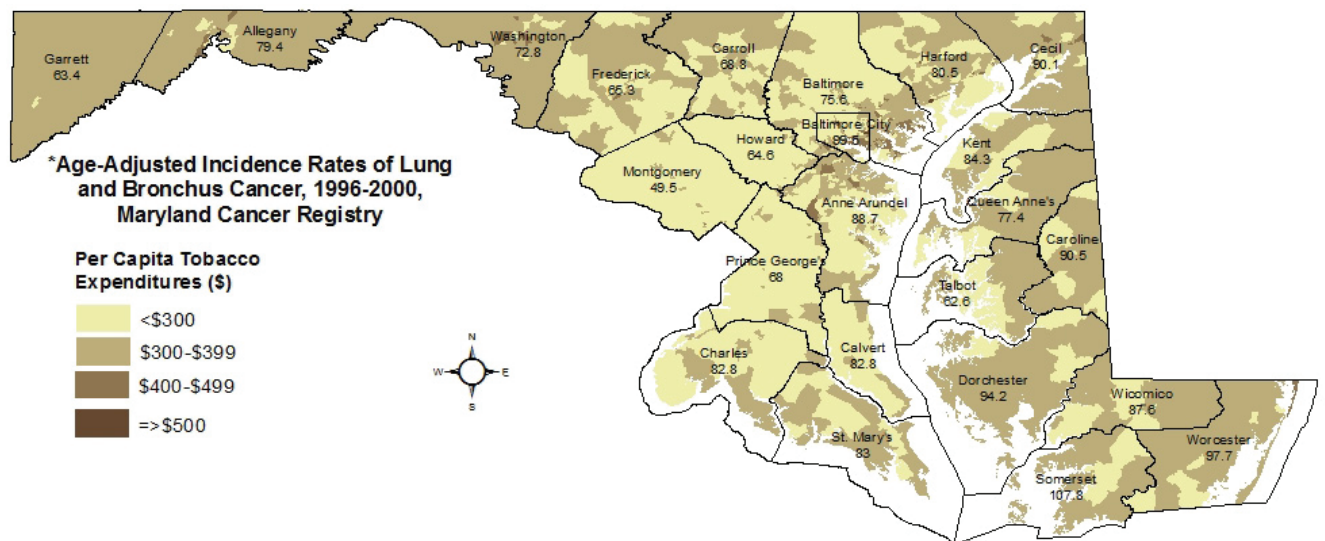 Garrett
63.4
Allegany
79.4
Washington
72.8
Frederick
65.3
Carroll
68.8
Baltimore
75.6
Baltimore City
99.5
Harford
80.5
Cecil
90.1
Howard
64.6
Kent
84.3
Montgomery
49.5
Anne Arundel
88.7
Queen Anne's
77.4
Caroline
90.5
Prince George's
68
Talbot
62.6
Charles
82.8
Calvert
82.8
Dorchester
94.2
Wicomico
87.6
St. Mary's
83
Worcester
97.7
Somerset
107.8
*Age-Adjusted Incidence Rates of Lung
and Bronchus Cancer, 1996-2000,
Maryland Cancer Registry
Per Capita Tobacco
Expenditures ($)
<$300
$300-$399
$400-$499
=>$500
N
W
E
S